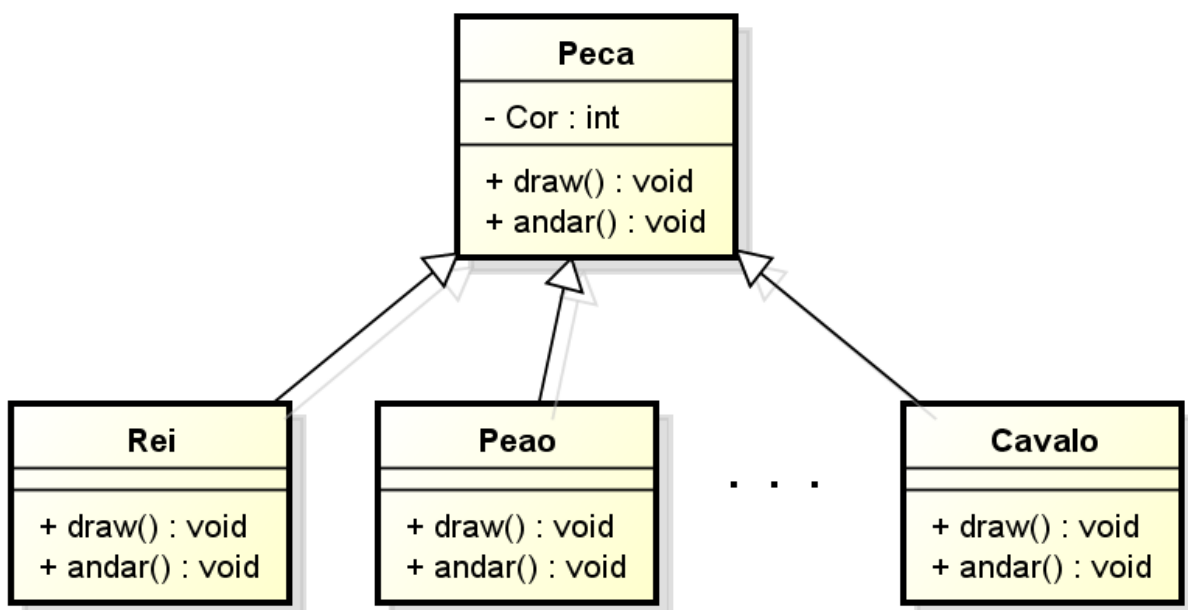 Peca
- Cor : int
+ draw() : void
+ andar() : void
Rei
+ draw() : void
+ andar() : void
Peao
+ draw() : void
+ andar() : void
. . .
Cavalo
+ draw() : void
+ andar() : void